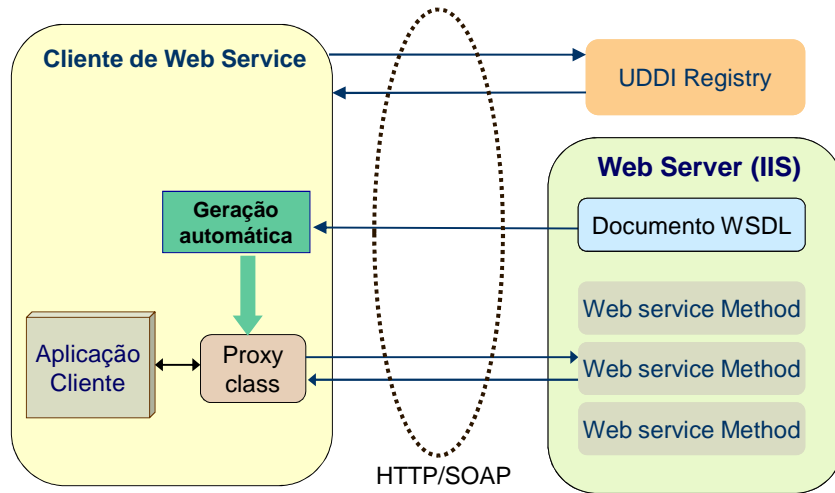 Cliente de Web Service
UDDI Registry
Web Server (IIS)
Geração
automática
Documento WSDL
Web service Method
Aplicação
Cliente
Proxy
class
Web service Method
Web service Method
HTTP/SOAP